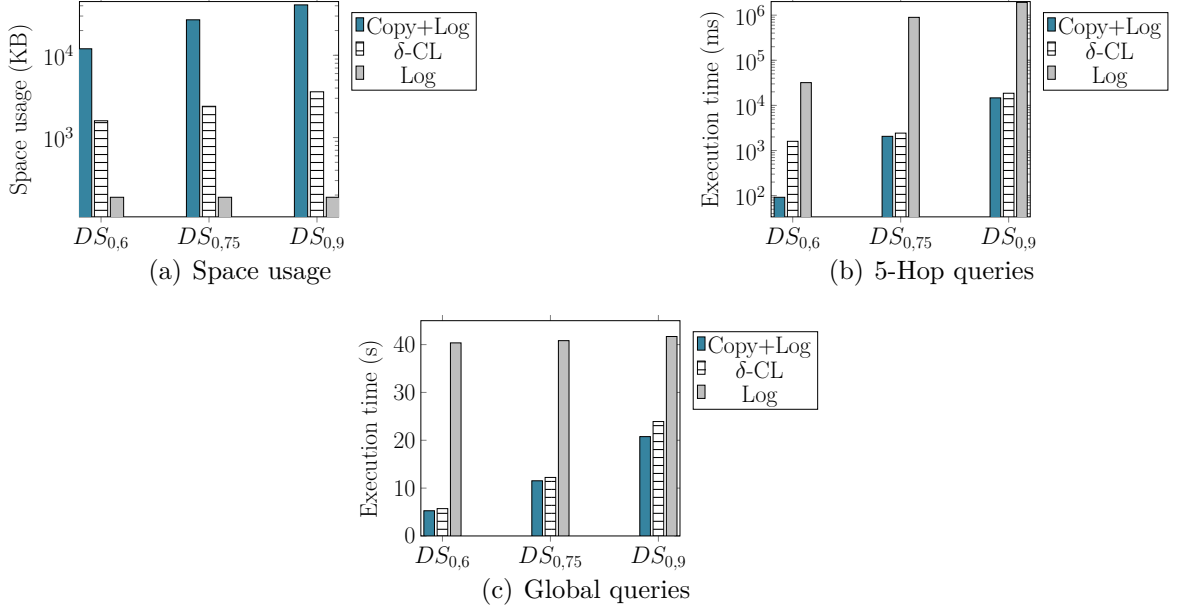 Space usage (KB)
10^4
10^3
DS_{0,6}
DS_{0,75}
DS_{0,9}
Copy+Log
δ-CL
Log
(a) Space usage
Execution time (ms)
10^6
10^5
10^4
10^3
10^2
DS_{0,6}
DS_{0,75}
DS_{0,9}
Copy+Log
δ-CL
Log
(b) 5-Hop queries
Execution time (s)
40
30
20
10
0
DS_{0,6}
DS_{0,75}
DS_{0,9}
Copy+Log
δ-CL
Log
(c) Global queries